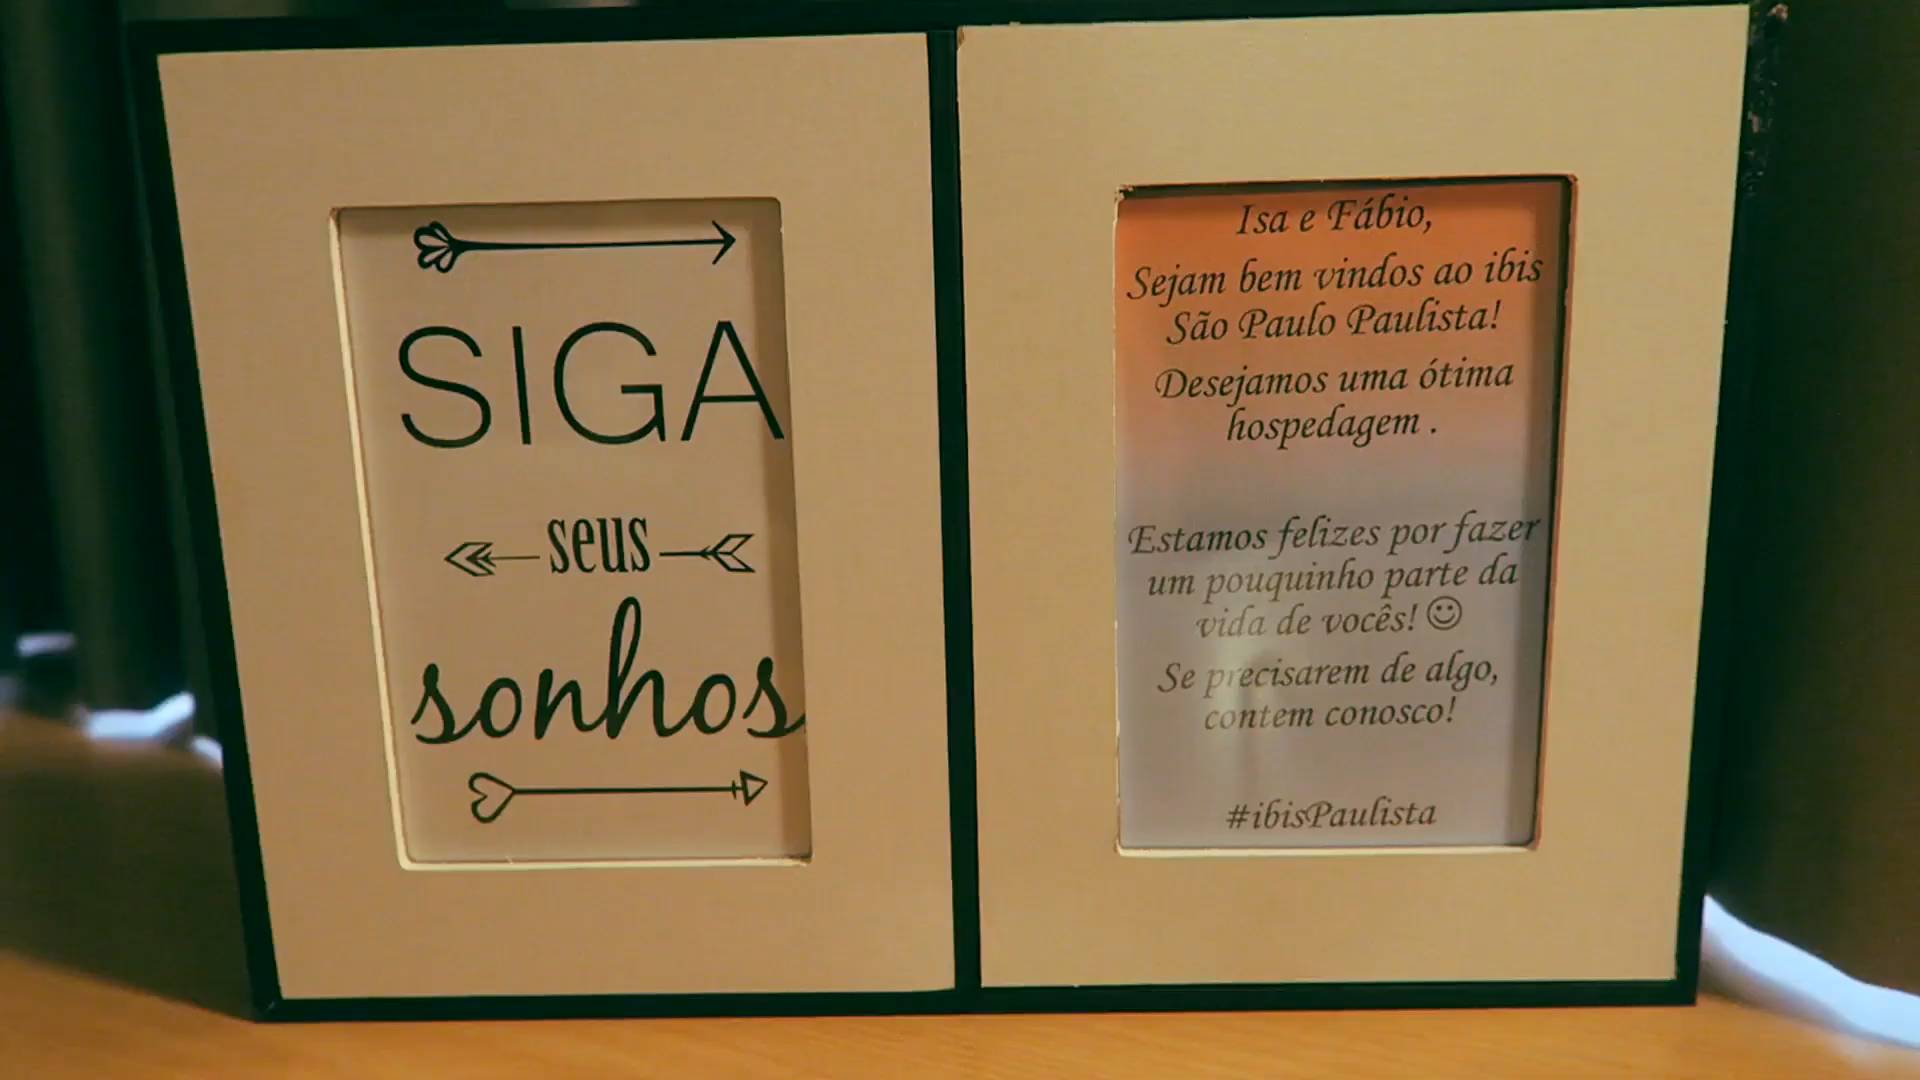 SIGA
seus
sonhos
Isa e Fábio,
Sejam bem vindos ao ibis
São Paulo Paulista!
Desejamos uma ótima
hospedagem .
Estamos felizes por fazer
um pouquinho parte da
vida de vocês! ☺
Se precisarem de algo,
contem conosco!
#ibisPaulista